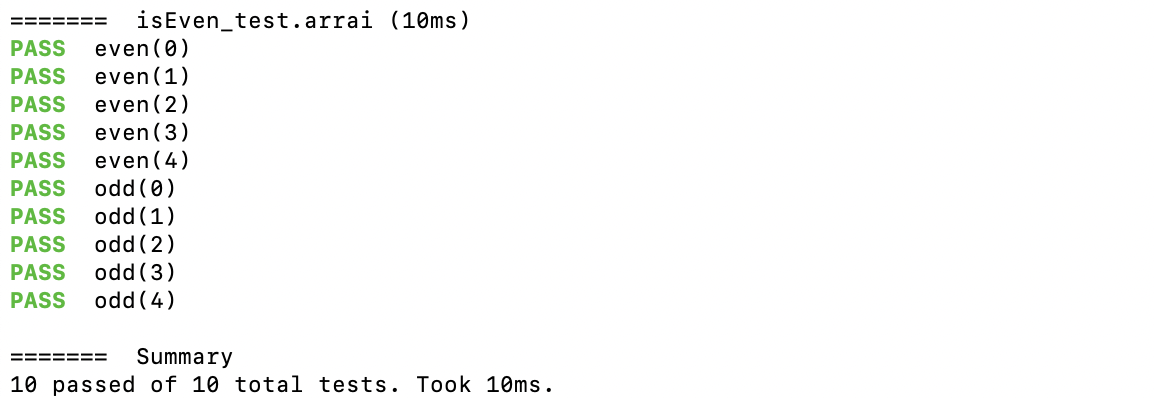 =======  isEven_test.arrai (10ms)
PASS  even(0)
PASS  even(1)
PASS  even(2)
PASS  even(3)
PASS  even(4)
PASS  odd(0)
PASS  odd(1)
PASS  odd(2)
PASS  odd(3)
PASS  odd(4)

=======  Summary
10 passed of 10 total tests. Took 10ms.